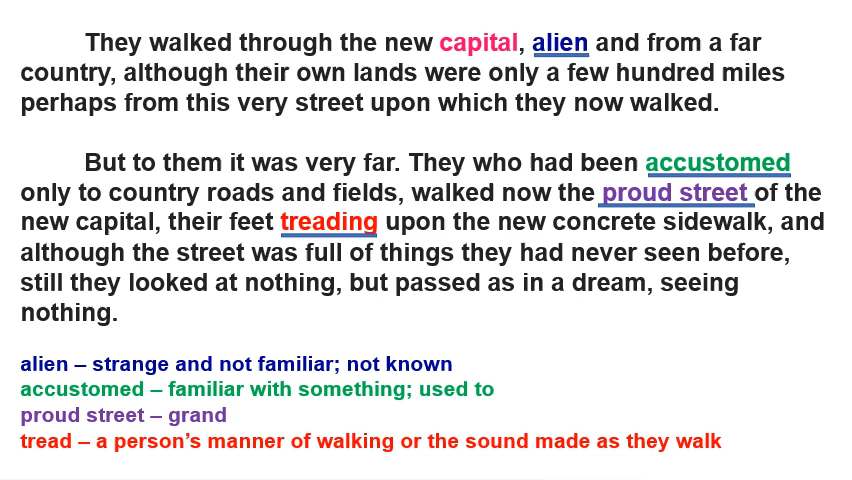 They walked through the new capital, alien and from a far
country, although their own lands were only a few hundred miles
perhaps from this very street upon which they now walked.
But to them it was very far. They who had been accustomed
only to country roads and fields, walked now the proud street of the
new capital, their feet treading upon the new concrete sidewalk, and
although the street was full of things they had never seen before,
still they looked at nothing, but passed as in a dream, seeing
nothing.
alien – strange and not familiar; not known
accustomed – familiar with something; used to
proud street – grand
tread – a person’s manner of walking or the sound made as they walk